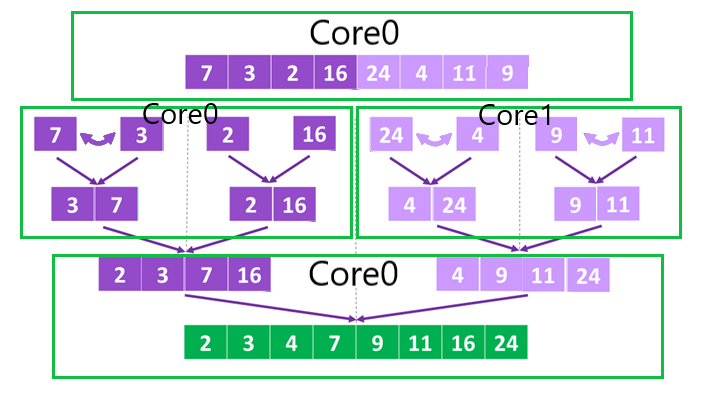 Core0
7 3 2 16 24 4 11 9
Core0 Core1
7 3 2 16 24 4 9 11
3 7 2 16 4 24 9 11
2 3 7 16 Core0 4 9 11 24
2 3 4 7 9 11 16 24